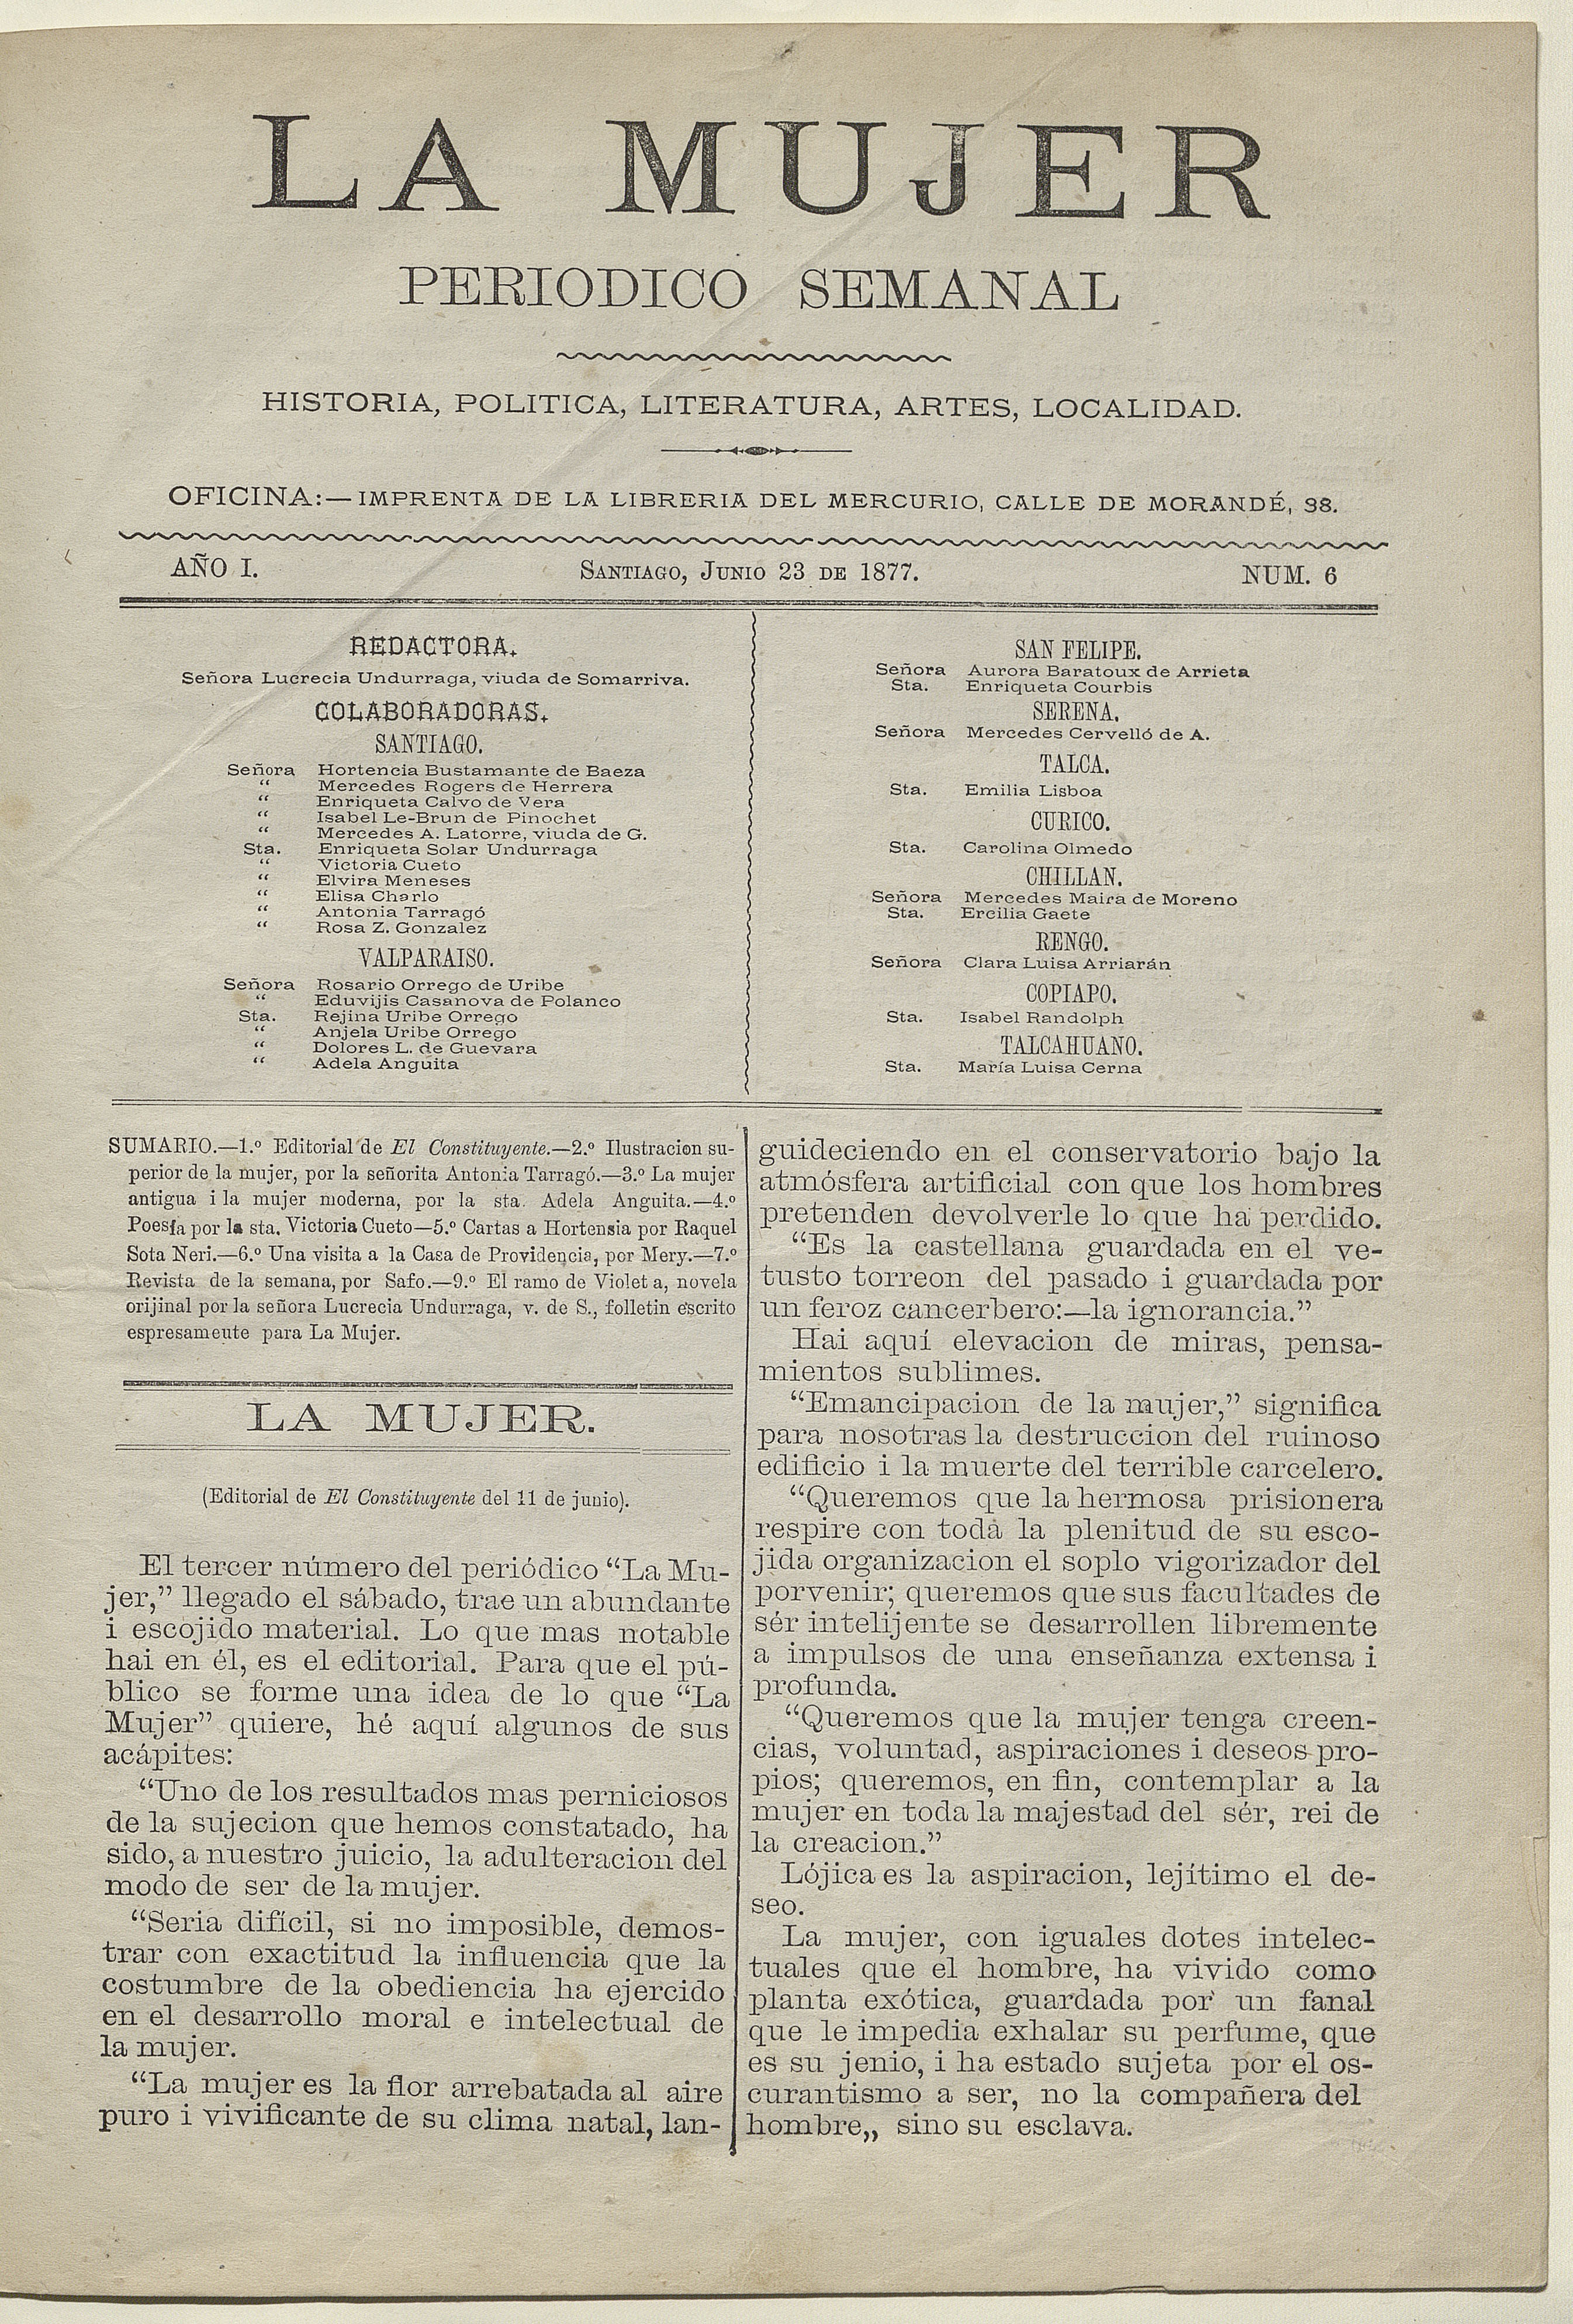 LA MUJER
PERIODICO SEMANAL
HISTORIA, POLITICA, LITERATURA, ARTES, LOCALIDAD.
OFICINA:—IMPRENTA DE LA LIBRERIA DEL MERCURIO, CALLE DE MORANDÉ, 38.
AÑO I. SANTIAGO, JUNIO 23 DE 1877. NUM. 6
REDACTORA.
Señora Lucrecia Undurraga, viuda de Somarriva.
COLABORADORAS.
SANTIAGO.
Señora Hortencia Bustamante de Baeza
“ Mercedes Rogers de Herrera
“ Enriqueta Calvo de Vera
“ Isabel Le-Brun de Pinochet
“ Mercedes A. Latorre, viuda de G.
Sta. Enriqueta Solar Undurraga
“ Victoria Cueto
“ Elvira Meneses
“ Elisa Charlo
“ Antonia Tarragó
“ Rosa Z. Gonzalez
VALPARAISO.
Señora Rosario Orrego de Uribe
“ Eduvijis Casanova de Polanco
Sta. Rejina Uribe Orrego
“ Anjela Uribe Orrego
“ Dolores L. de Guevara
“ Adela Anguita
SAN FELIPE.
Señora Aurora Baratoux de Arrieta
Sta. Enriqueta Courbis
SERENA.
Señora Mercedes Cervelló de A.
TALCA.
Sta. Emilia Lisboa
CURICO.
Sta. Carolina Olmedo
CHILLAN.
Señora Mercedes Maira de Moreno
Sta. Ercilia Gaete
RENGO.
Señora Clara Luisa Arriarán
COPIAPO.
Sta. Isabel Randolph
TALCAHUANO.
Sta. María Luisa Cerna
SUMARIO.—1.º Editorial de El Constituyente.—2.º Ilustracion su-
perior de la mujer, por la señorita Antonia Tarragó.—3.º La mujer
antigua i la mujer moderna, por la sta. Adela Anguita.—4.º
Poesía por la sta. Victoria Cueto—5.º Cartas a Hortensia por Raquel
Sota Neri.—6.º Una visita a la Casa de Providencia, por Mery.—7.º
Revista de la semana, por Safo.—9.º El ramo de Violeta, novela
orijinal por la señora Lucrecia Undurraga, v. de S., folletin escrito
espresamente para La Mujer.
LA MUJER.
(Editorial de El Constituyente del 11 de junio).
El tercer número del periódico “La Mu-
jer,” llegado el sábado, trae un abundante
i escojido material. Lo que mas notable
hai en él, es el editorial. Para que el pú-
blico se forme una idea de lo que “La
Mujer” quiere, hé aquí algunos de sus
acápites:
“Uno de los resultados mas perniciosos
de la sujecion que hemos constatado, ha
sido, a nuestro juicio, la adulteracion del
modo de ser de la mujer.
“Seria difícil, si no imposible, demos-
trar con exactitud la influencia que la
costumbre de la obediencia ha ejercido
en el desarrollo moral e intelectual de
la mujer.
“La mujer es la flor arrebatada al aire
puro i vivificante de su clima natal, lan-
guideciendo en el conservatorio bajo la
atmósfera artificial con que los hombres
pretenden devolverle lo que ha perdido.
“Es la castellana guardada en el ve-
tusto torreon del pasado i guardada por
un feroz cancerbero:—la ignorancia.”
Hai aquí elevacion de miras, pensa-
mientos sublimes.
“Emancipacion de la mujer,” significa
para nosotras la destruccion del ruinoso
edificio i la muerte del terrible carcelero.
“Queremos que la hermosa prisionera
respire con toda la plenitud de su esco-
jida organizacion el soplo vigorizador del
porvenir; queremos que sus facultades de
sér intelijente se desarrollen libremente
a impulsos de una enseñanza extensa i
profunda.
“Queremos que la mujer tenga creen-
cias, voluntad, aspiraciones i deseos pro-
pios; queremos, en fin, contemplar a la
mujer en toda la majestad del sér, rei de
la creacion.”
Lójica es la aspiracion, lejítimo el de-
seo.
La mujer, con iguales dotes intelec-
tuales que el hombre, ha vivido como
planta exótica, guardada por un fanal
que le impedia exhalar su perfume, que
es su jenio, i ha estado sujeta por el os-
curantismo a ser, no la compañera del
hombre,, sino su esclava.